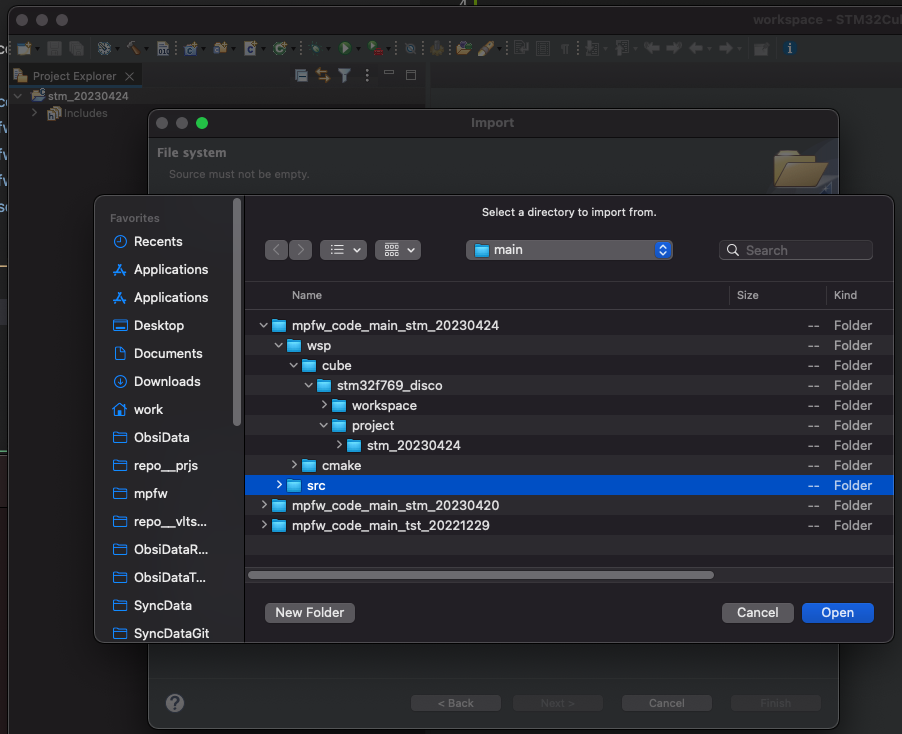 workspace - STM32Cu
Project Explorer
stm_20230424
Includes
Import
File system
Source must not be empty.
Select a directory to import from.
Favorites
Recents
Applications
Applications
Desktop
Documents
Downloads
work
ObsiData
repo__prjs
mpfw
repo__vlts...
ObsiDataR...
ObsiDataT...
SyncData
SyncDataGit
main
Search
Name Size Kind
mpfw_code_main_stm_20230424 -- Folder
wsp -- Folder
cube -- Folder
stm32f769_disco -- Folder
workspace -- Folder
project -- Folder
stm_20230424 -- Folder
cmake -- Folder
src -- Folder
mpfw_code_main_stm_20230420 -- Folder
mpfw_code_main_tst_20221229 -- Folder
New Folder Cancel Open
? < Back Next > Cancel Finish